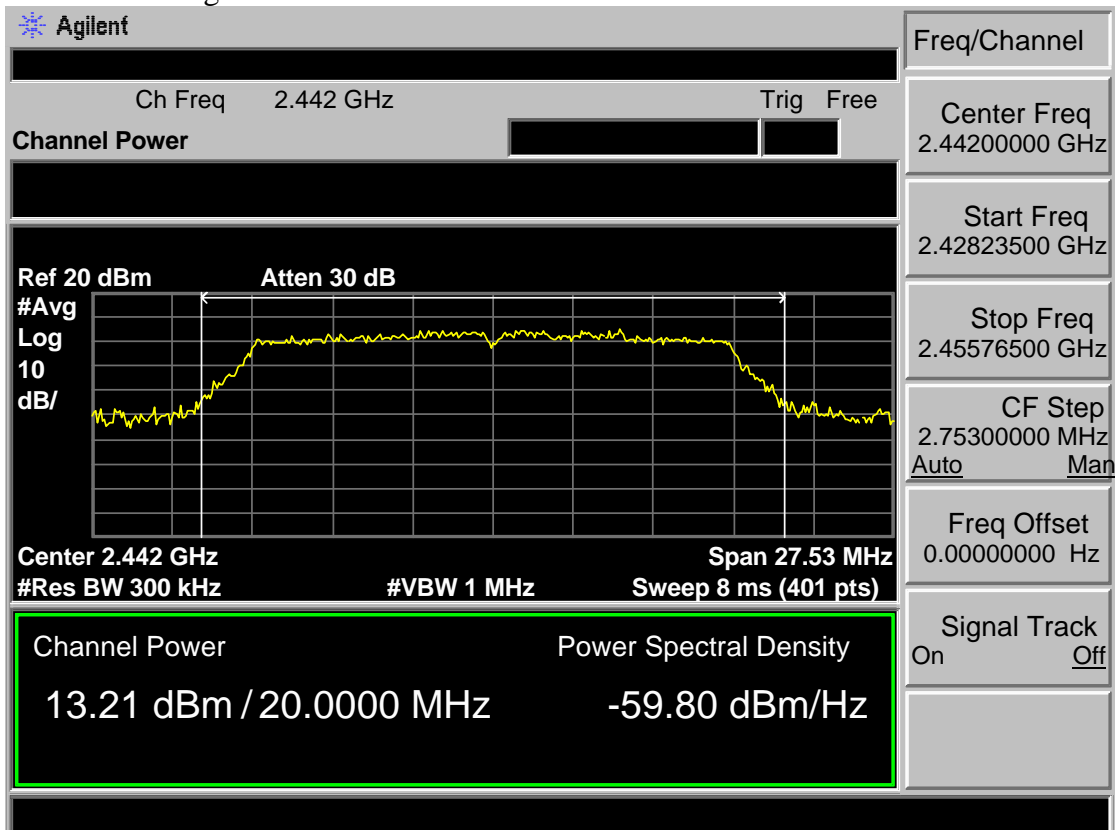 Agilent
Freq/Channel
Ch Freq 2.442 GHz Trig Free
Channel Power
Center Freq
2.44200000 GHz
Start Freq
2.42823500 GHz
Stop Freq
2.45576500 GHz
CF Step
2.75300000 MHz
Auto Man
Freq Offset
0.00000000 Hz
Signal Track
On Off
Ref 20 dBm Atten 30 dB
#Avg
Log
10
dB/
Center 2.442 GHz Span 27.53 MHz
#Res BW 300 kHz #VBW 1 MHz Sweep 8 ms (401 pts)
Channel Power Power Spectral Density
13.21 dBm / 20.0000 MHz -59.80 dBm/Hz